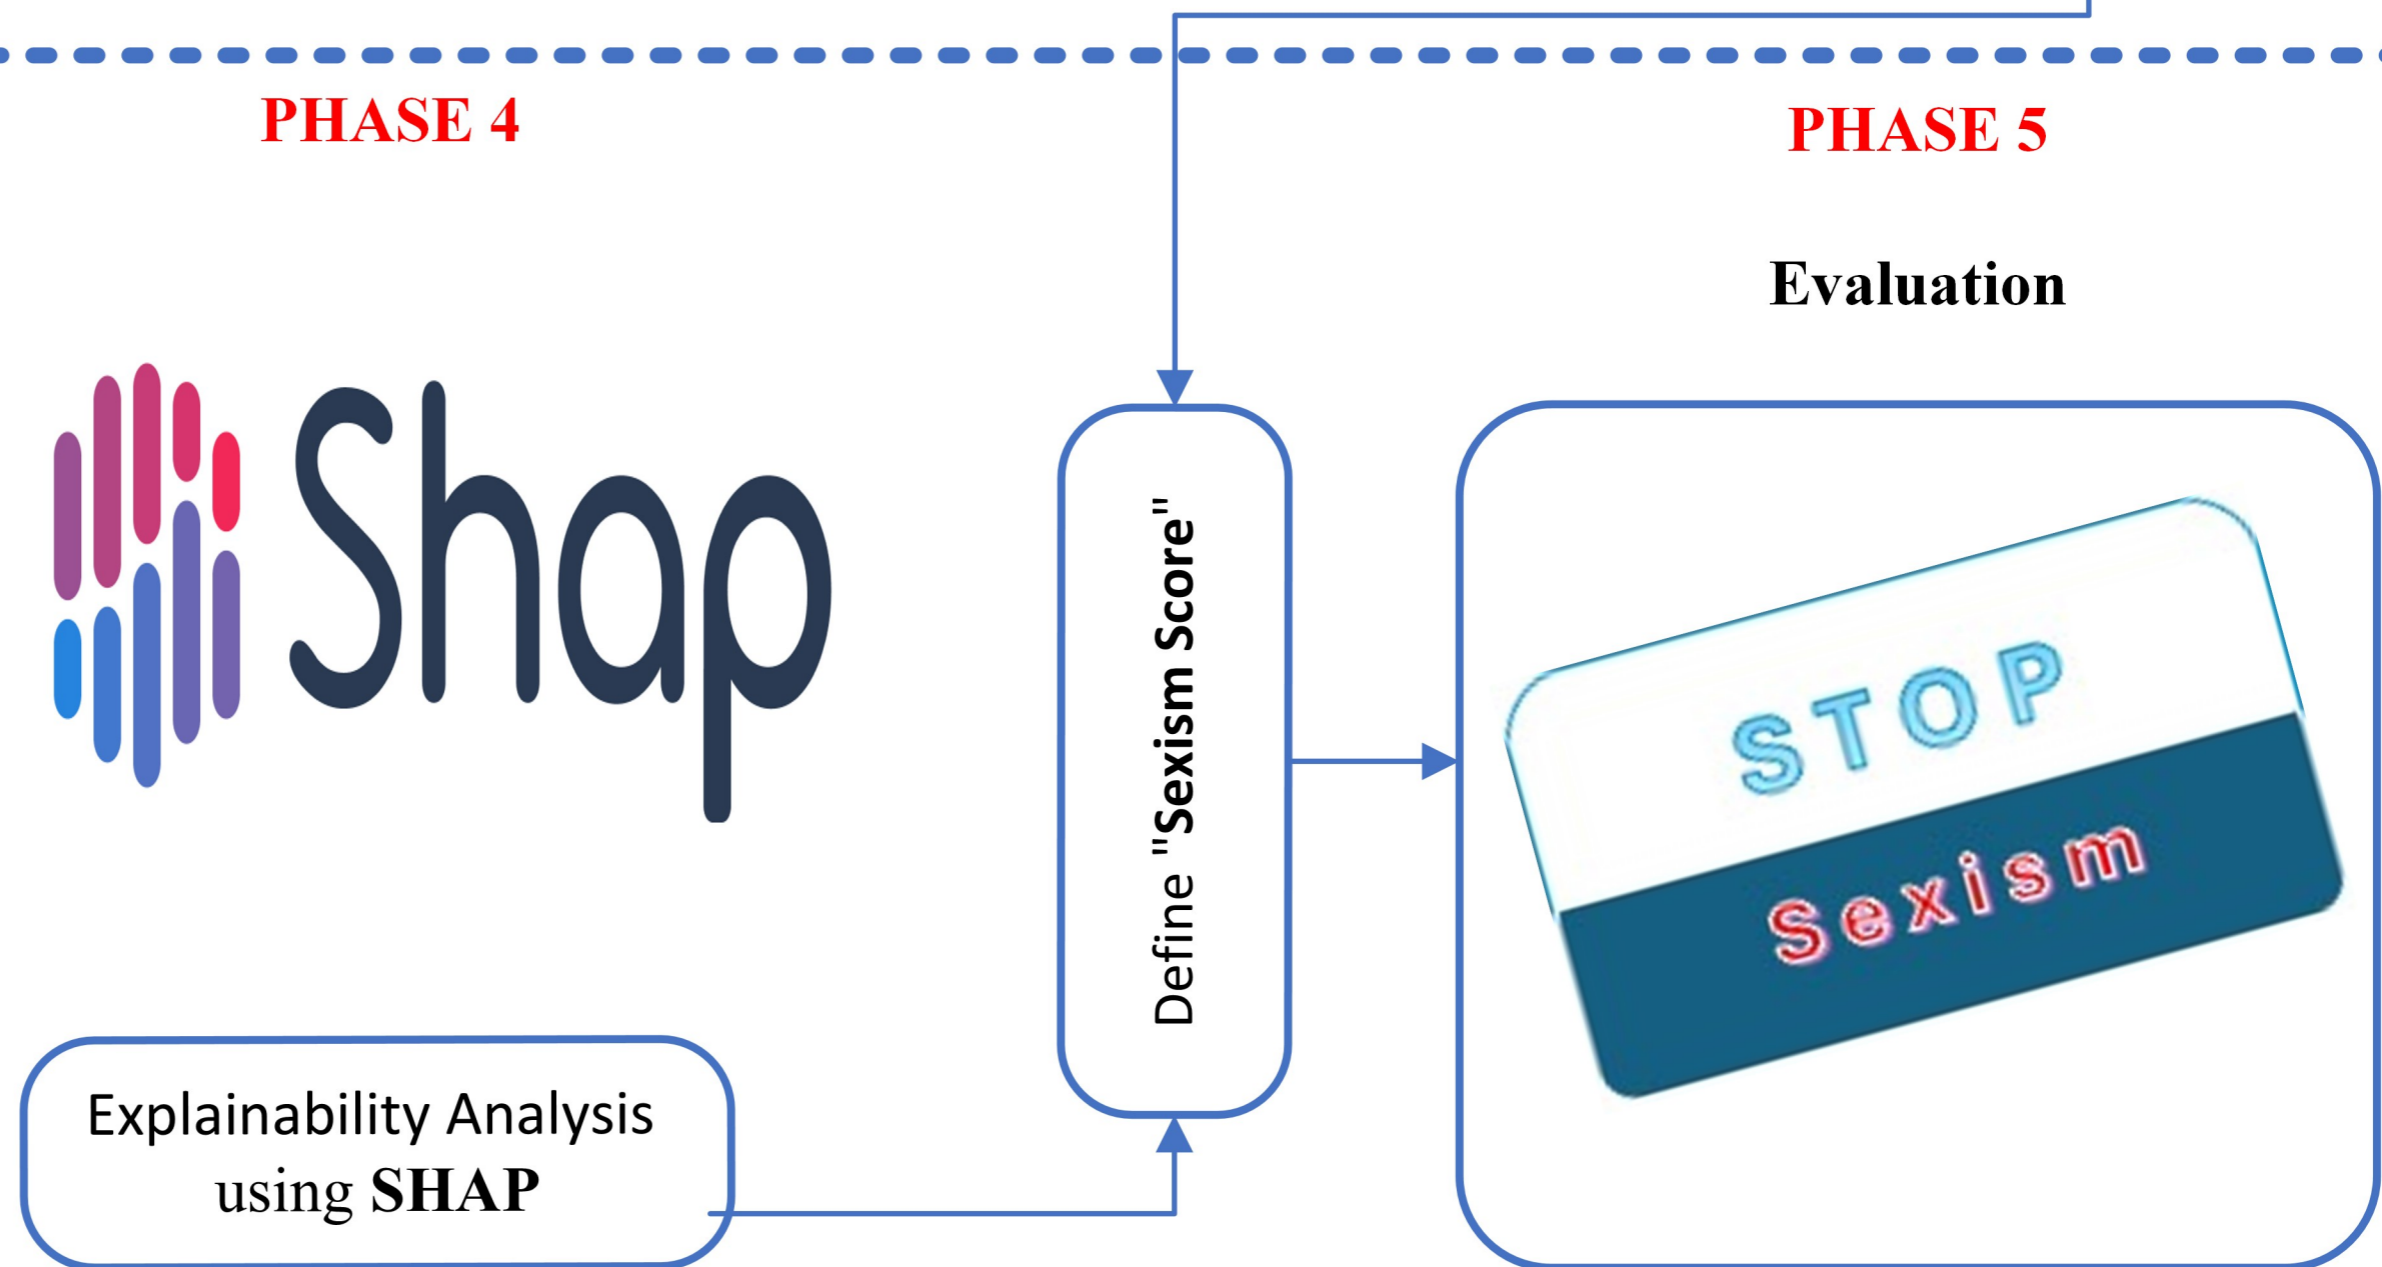 PHASE 4
Shap
Explainability Analysis
using SHAP
Define "Sexism Score"
PHASE 5
Evaluation
STOP
Sexism